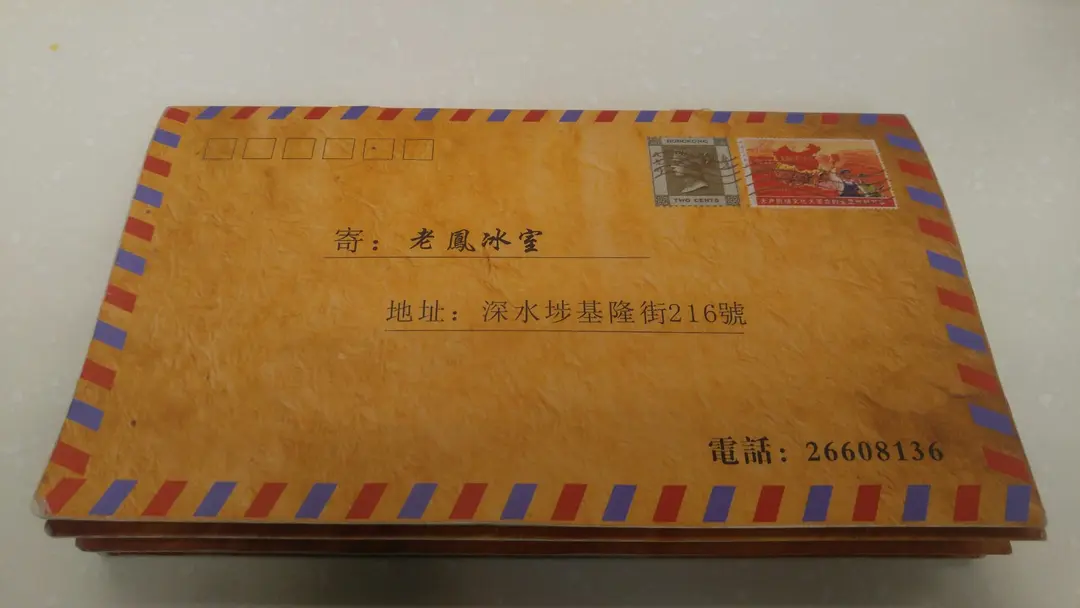 HONG KONG
TWO CENTS
寄：老鳳冰室
地址：深水埗基隆街216號
電話：26608136